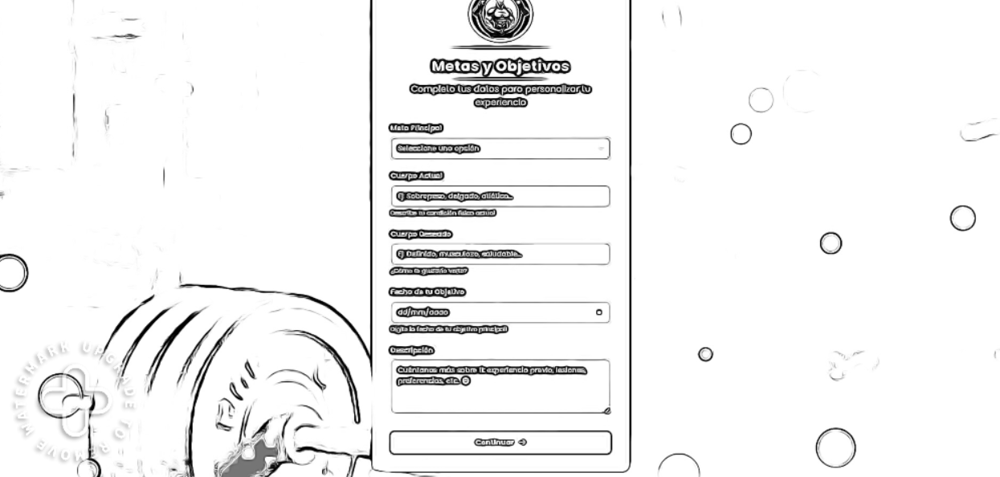 Metas y Objetivos
Completa tus datos para personalizar tu
experiencia
Meta Principal
Seleccione una opción
Cuerpo Actual
Ej: Sobrepeso, delgado, atlético...
Describe tu condición física actual
Cuerpo Deseado
Ej: Definido, musculoso, saludable...
¿Cómo te gustaría verte?
Fecha de tu Objetivo
dd/mm/aaaa
Digita la fecha de tu objetivo principal
Descripción
Cuéntanos más sobre tu experiencia previa, lesiones,
preferencias, etc. 😊
Continuar →
WATERMARK UPGRADE TO REMOVE